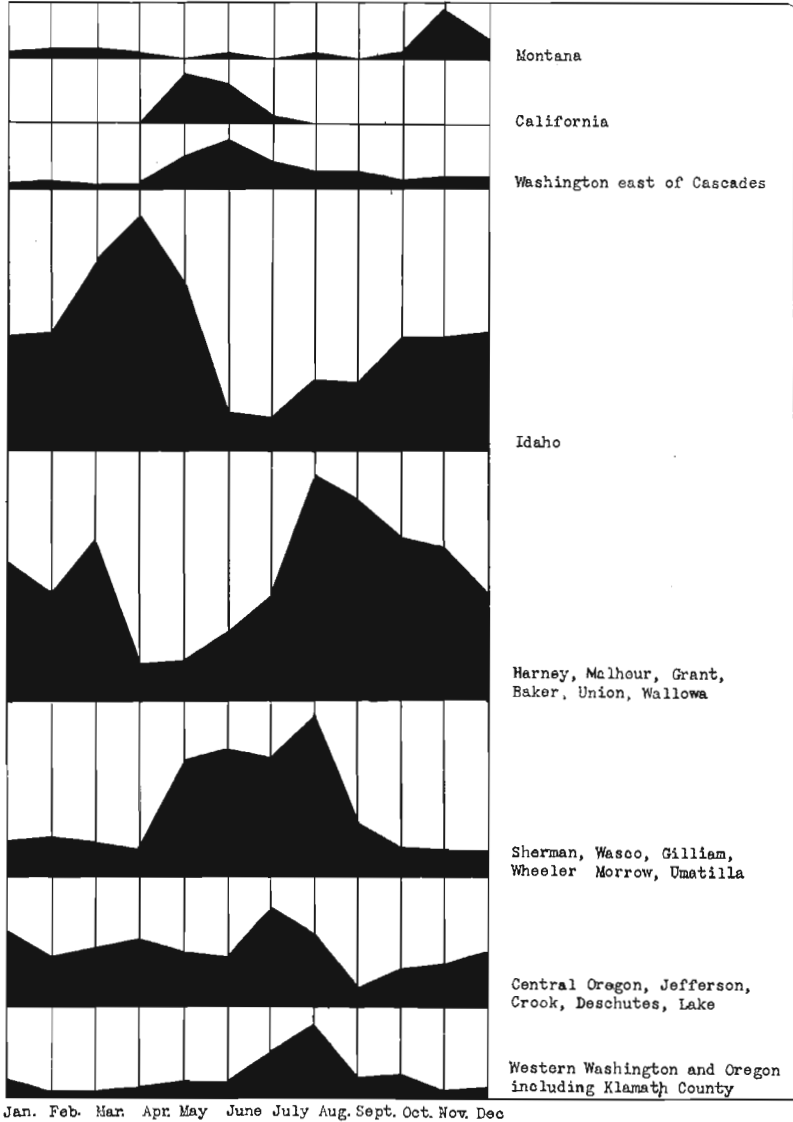 Montana
California
Washington east of Cascades
Idaho
Harney, Malhour, Grant,
Baker, Union, Wallowa
Sherman, Wasco, Gilliam,
Wheeler Morrow, Umatilla
Central Oregon, Jefferson,
Crook, Deschutes, Lake
Western Washington and Oregon
including Klamath County
Jan. Feb. Mar. Apr. May June July Aug. Sept. Oct. Nov. Dec